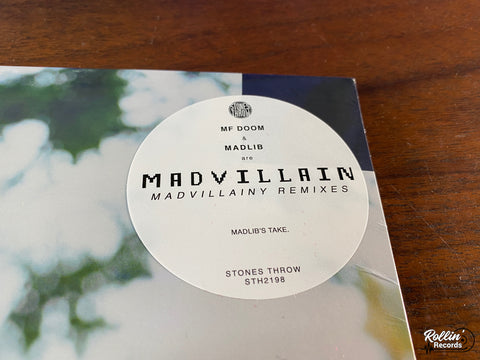 MF DOOM
&
MADLIB
are
MADVILLAIN
MADVILLAINY REMIXES
MADLIB'S TAKE.
STONES THROW
STH2198
Rollin'
Records